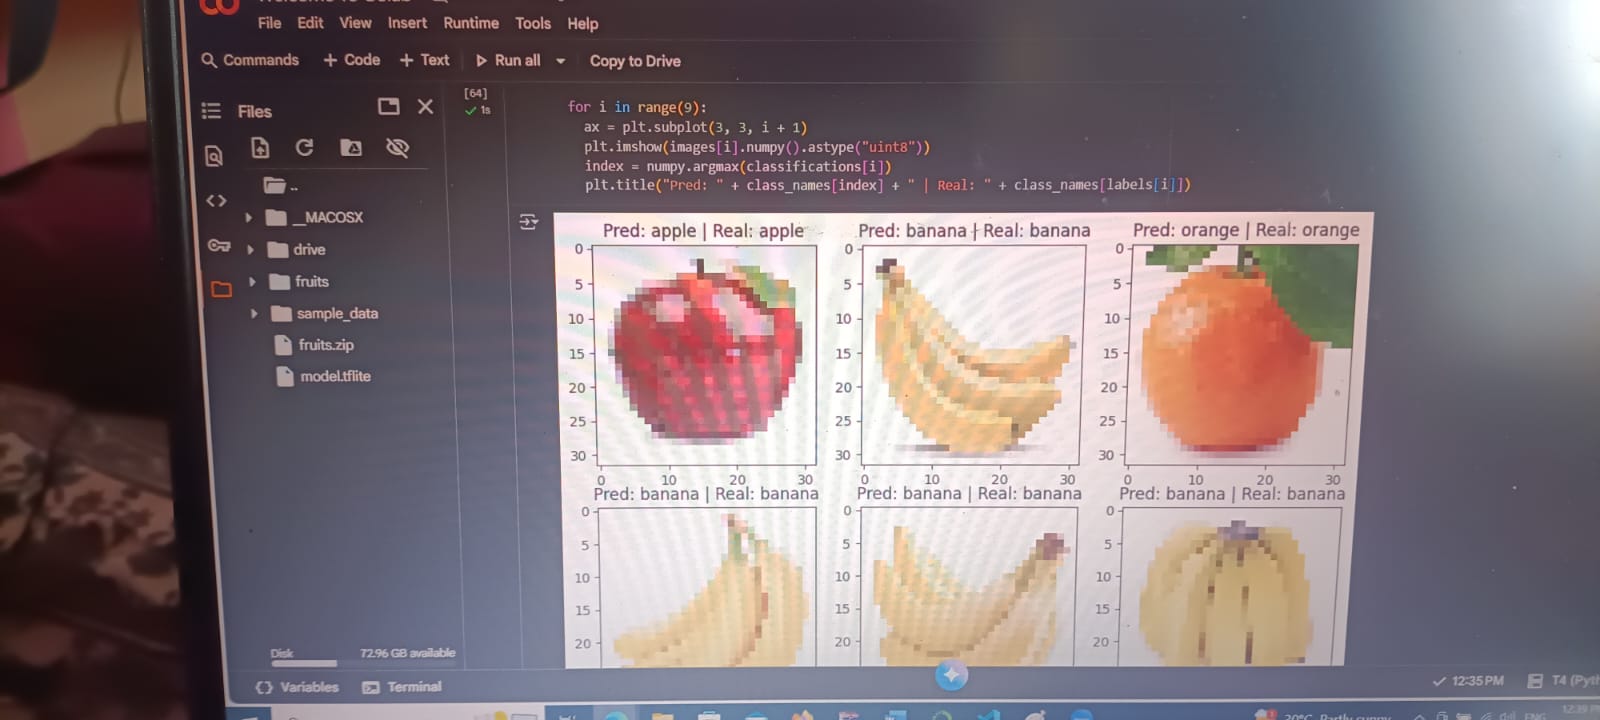 File Edit View Insert Runtime Tools Help
Commands + Code + Text Run all Copy to Drive
Files
[64]
1s
..
__MACOSX
drive
fruits
sample_data
fruits.zip
model.tflite
for i in range(9):
ax = plt.subplot(3, 3, i + 1)
plt.imshow(images[i].numpy().astype("uint8"))
index = numpy.argmax(classifications[i])
plt.title("Pred: " + class_names[index] + " | Real: " + class_names[labels[i]])
Pred: apple | Real: apple
0
5
10
15
20
25
30
0 10 20 30
Pred: banana | Real: banana
0
5
10
15
20
25
30
0 10 20 30
Pred: orange | Real: orange
0
5
10
15
20
25
30
0 10 20 30
Pred: banana | Real: banana
0
5
10
15
20
Pred: banana | Real: banana
0
5
10
15
20
Pred: banana | Real: banana
0
5
10
15
20
Disk 72.96 GB available
Variables Terminal
12:35 PM T4
20°C Partly sunny
ENG